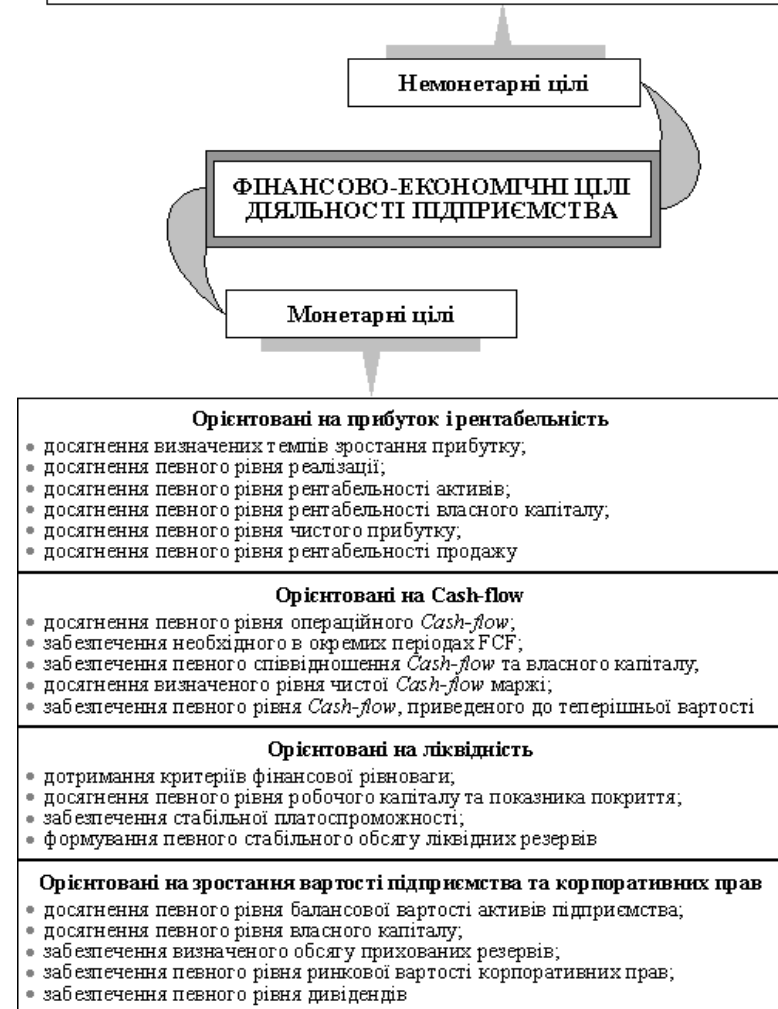 Немонетарні цілі
ФІНАНСОВО-ЕКОНОМІЧНІ ЦІЛІ
ДІЯЛЬНОСТІ ПІДПРИЄМСТВА
Монетарні цілі
Орієнтовані на прибуток і рентабельність
• досягнення визначених темпів зростання прибутку;
• досягнення певного рівня реалізації;
• досягнення певного рівня рентабельності активів;
• досягнення певного рівня рентабельності власного капіталу;
• досягнення певного рівня чистого прибутку;
• досягнення певного рівня рентабельності продажу
Орієнтовані на Cash-flow
• досягнення певного рівня операційного Cash-flow;
• забезпечення необхідного в окремих періодах FCF;
• забезпечення певного співвідношення Cash-flow та власного капіталу;
• досягнення визначеного рівня чистої Cash-flow маржі;
• забезпечення певного рівня Cash-flow, приведеного до теперішньої вартості
Орієнтовані на ліквідність
• дотримання критеріїв фінансової рівноваги;
• досягнення певного рівня робочого капіталу та показника покриття;
• забезпечення стабільної платоспроможності;
• формування певного стабільного обсягу ліквідних резервів
Орієнтовані на зростання вартості підприємства та корпоративних прав
• досягнення певного рівня балансової вартості активів підприємства;
• досягнення певного рівня власного капіталу;
• забезпечення визначеного обсягу прихованих резервів;
• забезпечення певного рівня ринкової вартості корпоративних прав;
• забезпечення певного рівня дивідендів